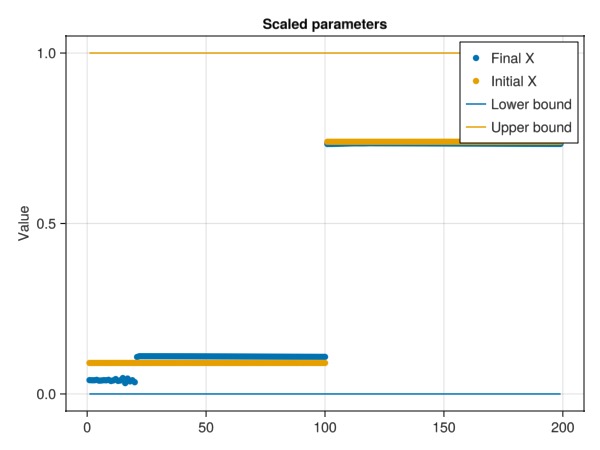 Scaled parameters
1.0
0.5
0.0
Value
Final X
Initial X
Lower bound
Upper bound
0
50
100
150
200